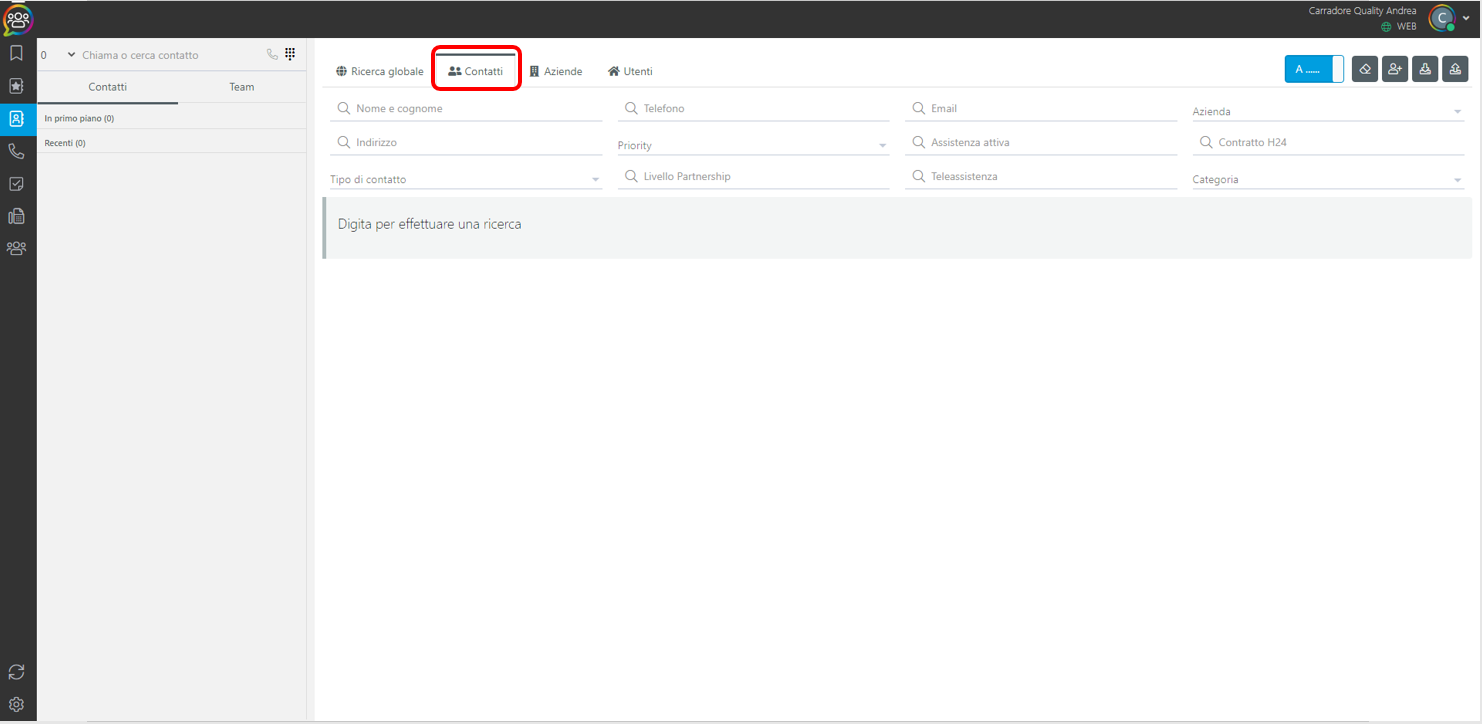 Carradore Quality Andrea
WEB
C
0 Chiama o cerca contatto
Contatti Team
In primo piano (0)
Recenti (0)
Ricerca globale Contatti Aziende Utenti
A ......
Nome e cognome Telefono Email Azienda
Indirizzo Priority Assistenza attiva Contratto H24
Tipo di contatto Livello Partnership Teleassistenza Categoria
Digita per effettuare una ricerca